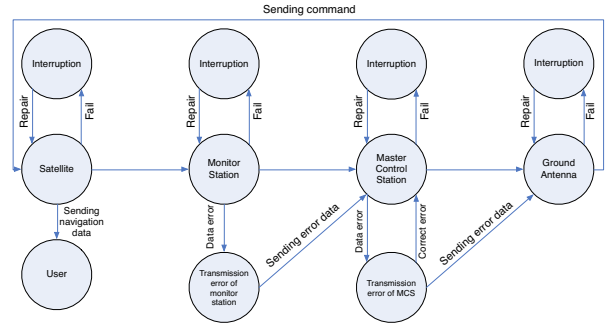 Sending command
Interruption
Interruption
Interruption
Interruption
Repair
Fail
Repair
Fail
Repair
Fail
Repair
Fail
Satellite
Monitor
Station
Master
Control
Station
Ground
Antenna
Sending
navigation
data
Data error
Sending error data
Data error
Correct error
Sending error data
User
Transmission
error of
monitor
station
Transmission
error of MCS